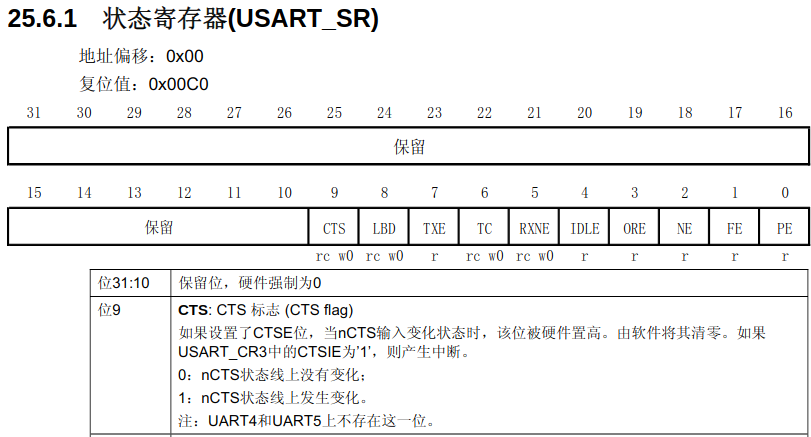 25.6.1 状态寄存器(USART_SR)
地址偏移：0x00
复位值：0x00C0
31 30 29 28 27 26 25 24 23 22 21 20 19 18 17 16
保留
15 14 13 12 11 10 9 8 7 6 5 4 3 2 1 0
保留 CTS LBD TXE TC RXNE IDLE ORE NE FE PE
rc w0 rc w0 r rc w0 rc w0 r r r r r
位31:10 保留位，硬件强制为0
位9 CTS: CTS 标志 (CTS flag)
如果设置了CTSE位，当nCTS输入变化状态时，该位被硬件置高。由软件将其清零。如果
USART_CR3中的CTSIE为’1’，则产生中断。
0：nCTS状态线上没有变化；
1：nCTS状态线上发生变化。
注：UART4和UART5上不存在这一位。